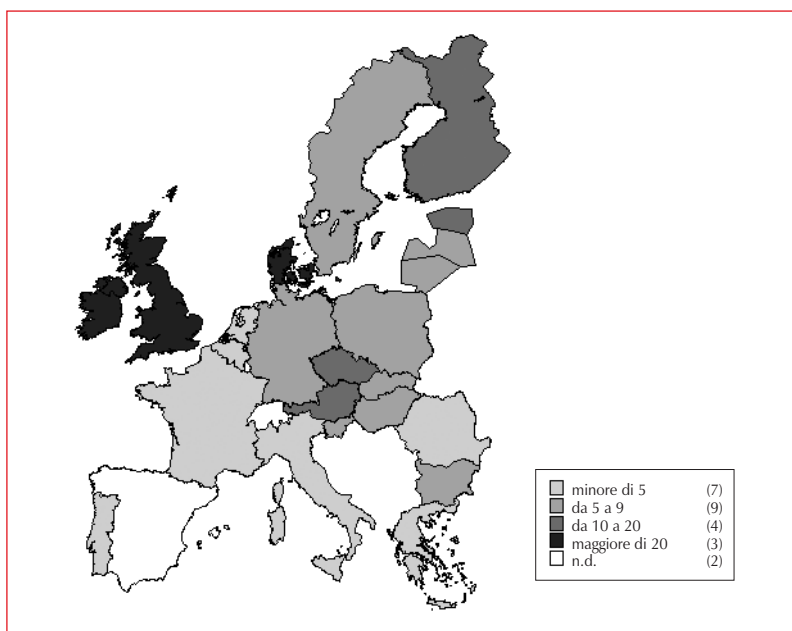 minore di 5 (7)
da 5 a 9 (9)
da 10 a 20 (4)
maggiore di 20 (3)
n.d. (2)